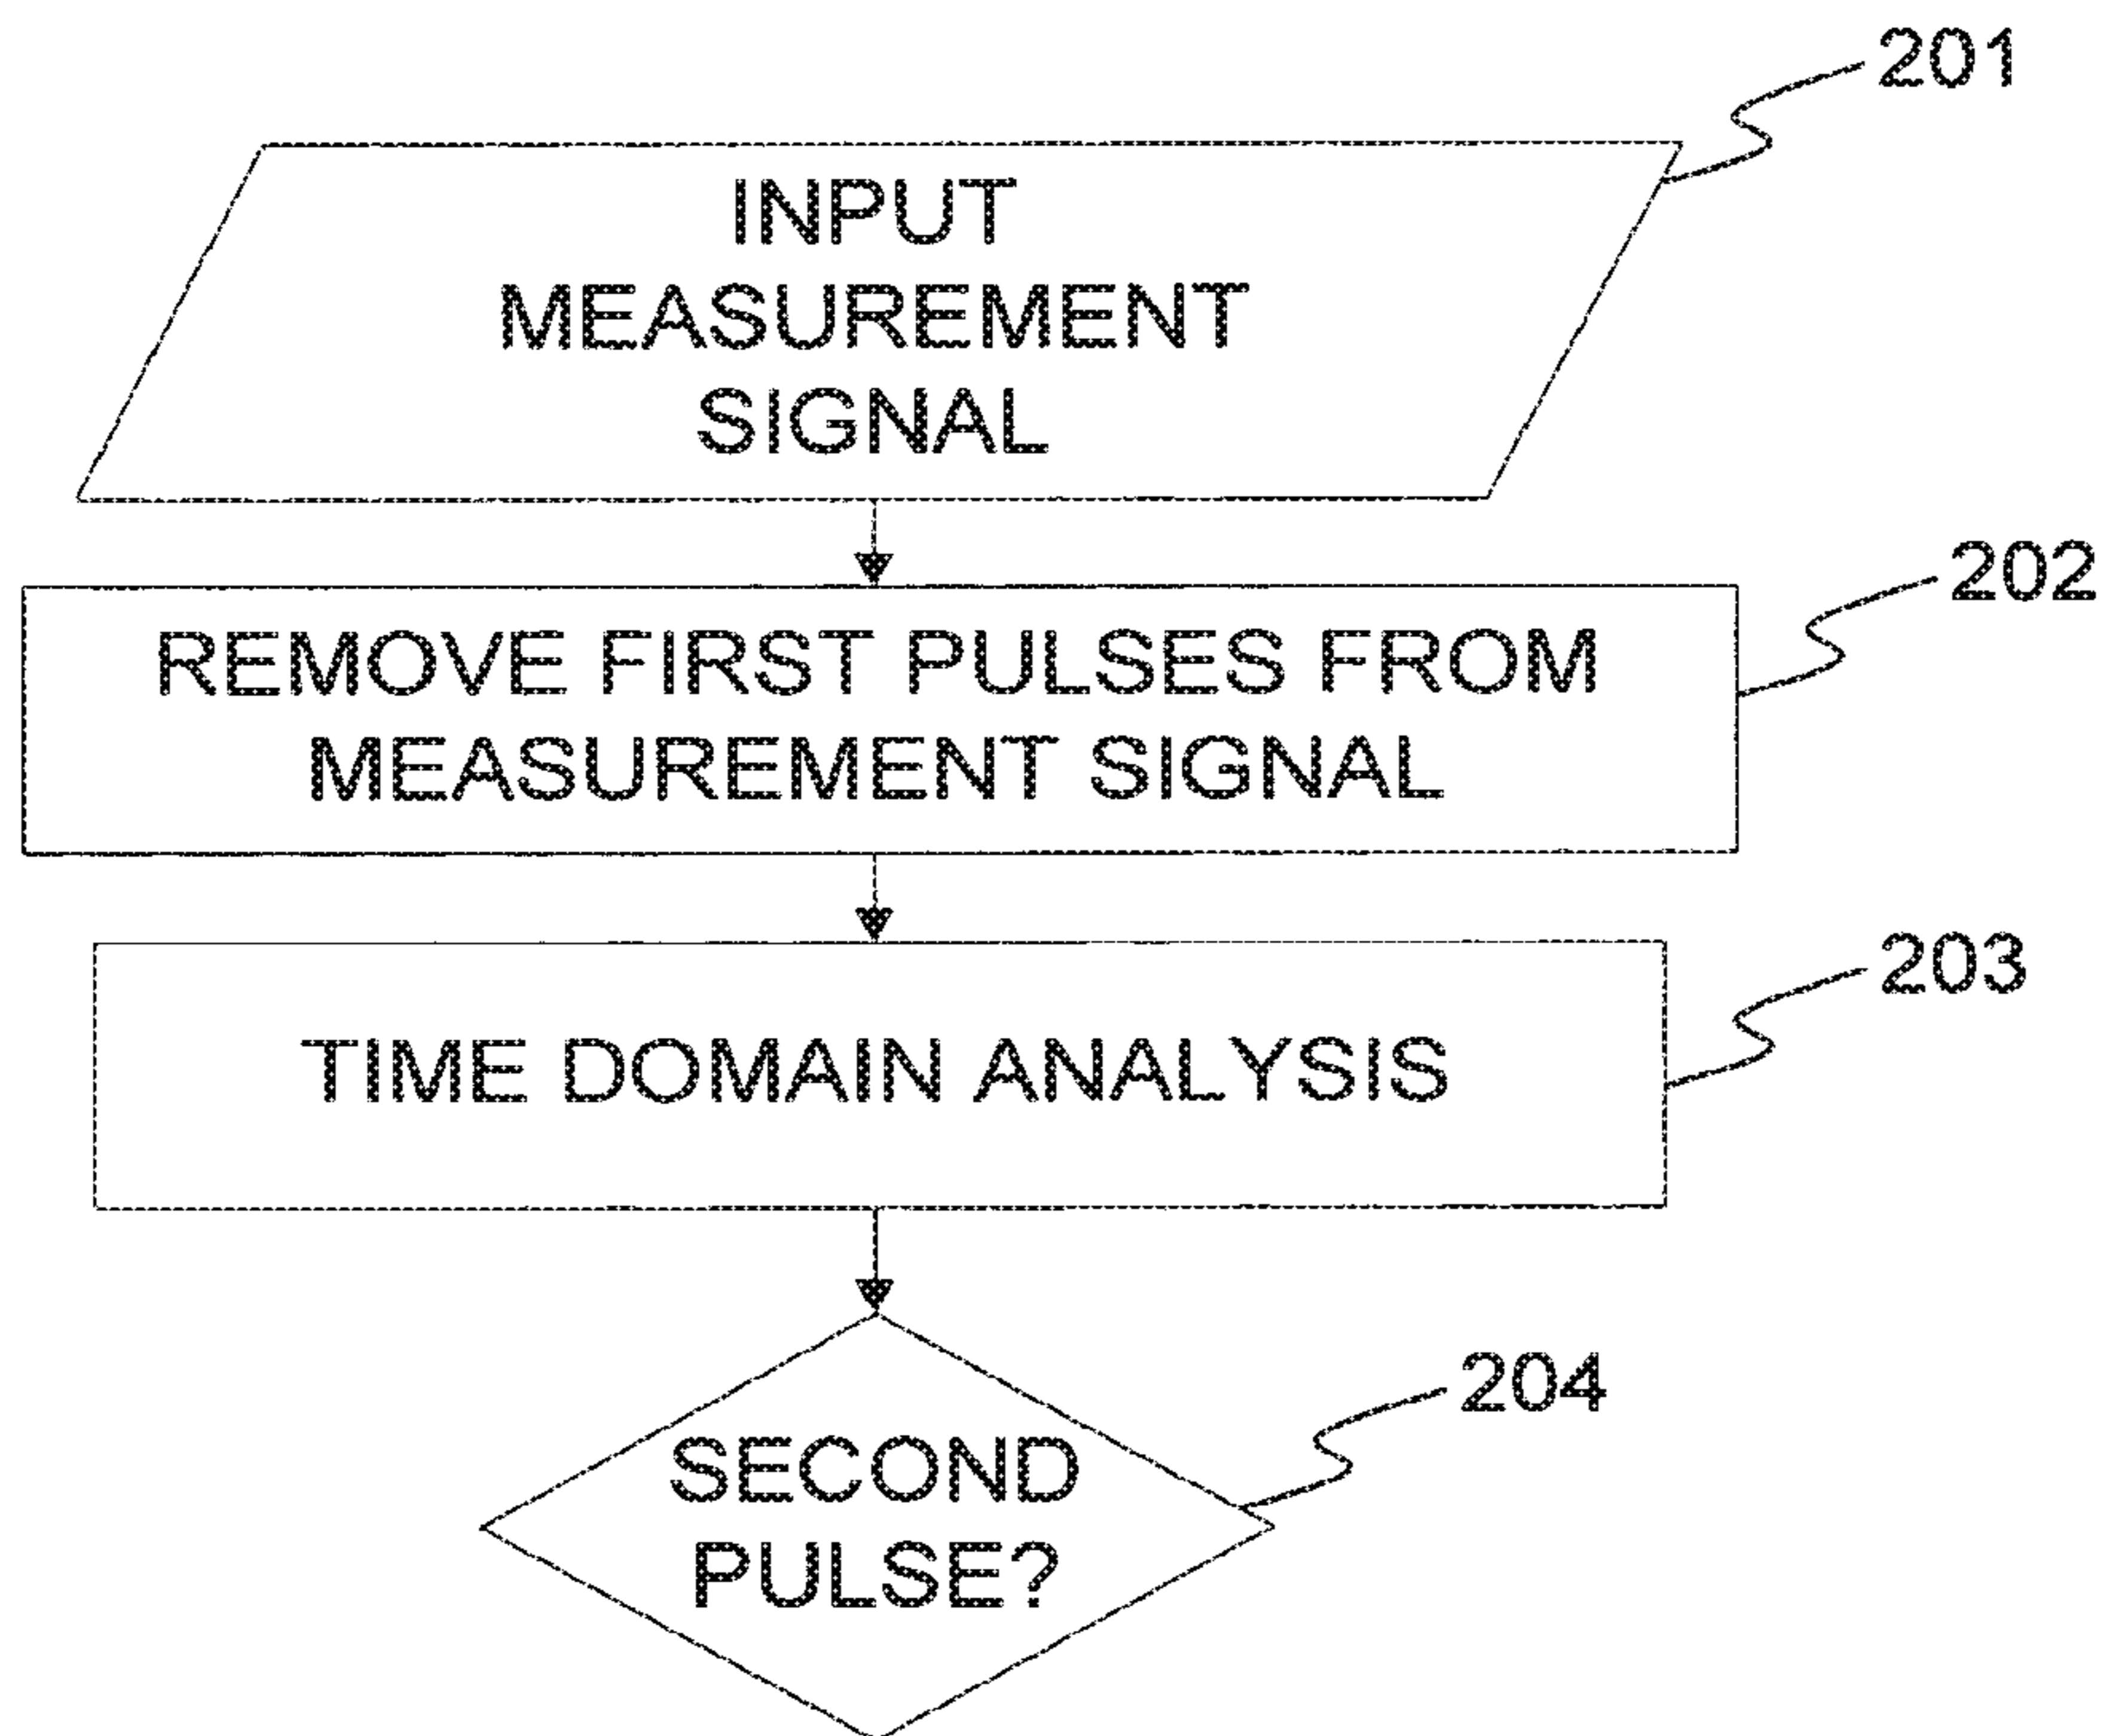 201
INPUT
MEASUREMENT
SIGNAL
202
REMOVE FIRST PULSES FROM
MEASUREMENT SIGNAL
203
TIME DOMAIN ANALYSIS
204
SECOND
PULSE?